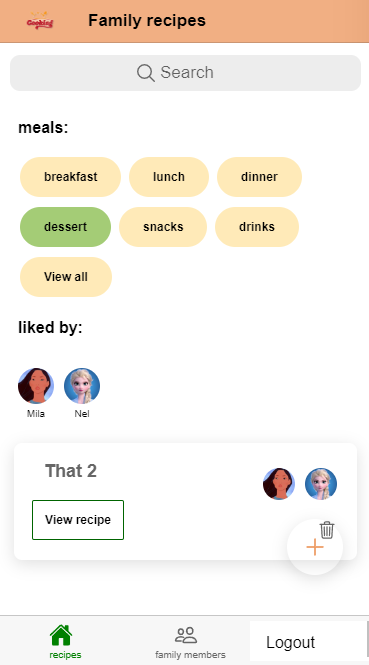 Cooking
Family recipes
Search
meals:
breakfast lunch dinner
dessert snacks drinks
View all
liked by:
Mila Nel
That 2
View recipe
recipes family members Logout